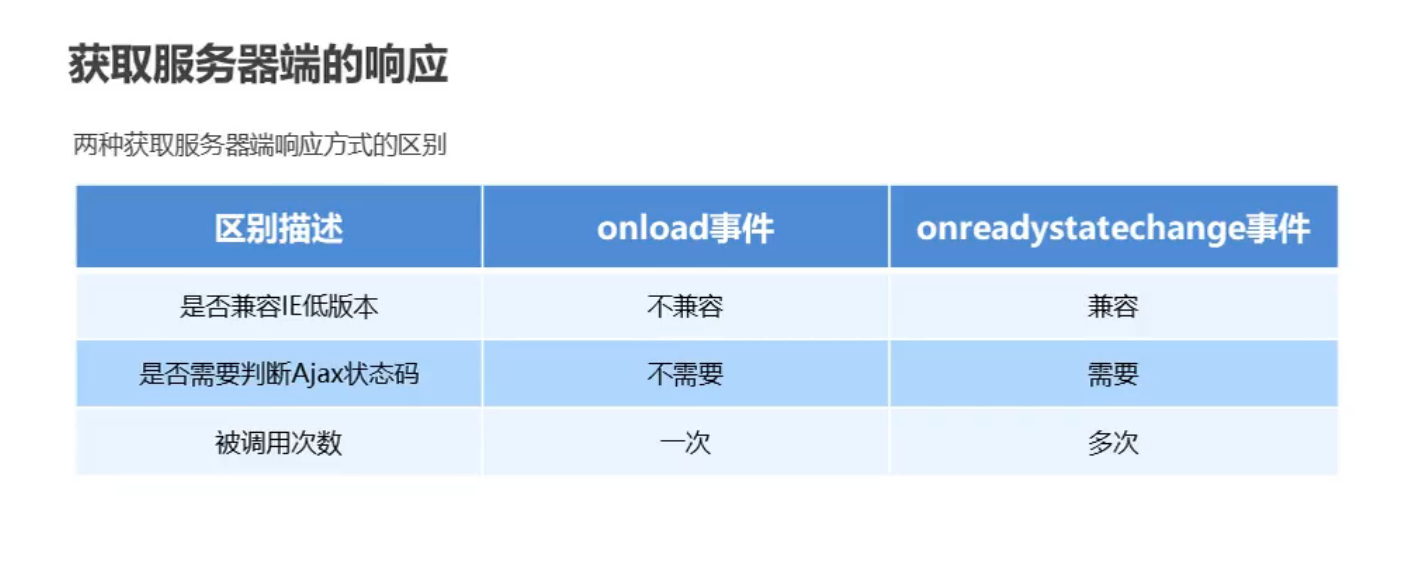 获取服务器端的响应
两种获取服务器端响应方式的区别
区别描述 onload事件 onreadystatechange事件
是否兼容IE低版本 不兼容 兼容
是否需要判断Ajax状态码 不需要 需要
被调用次数 一次 多次